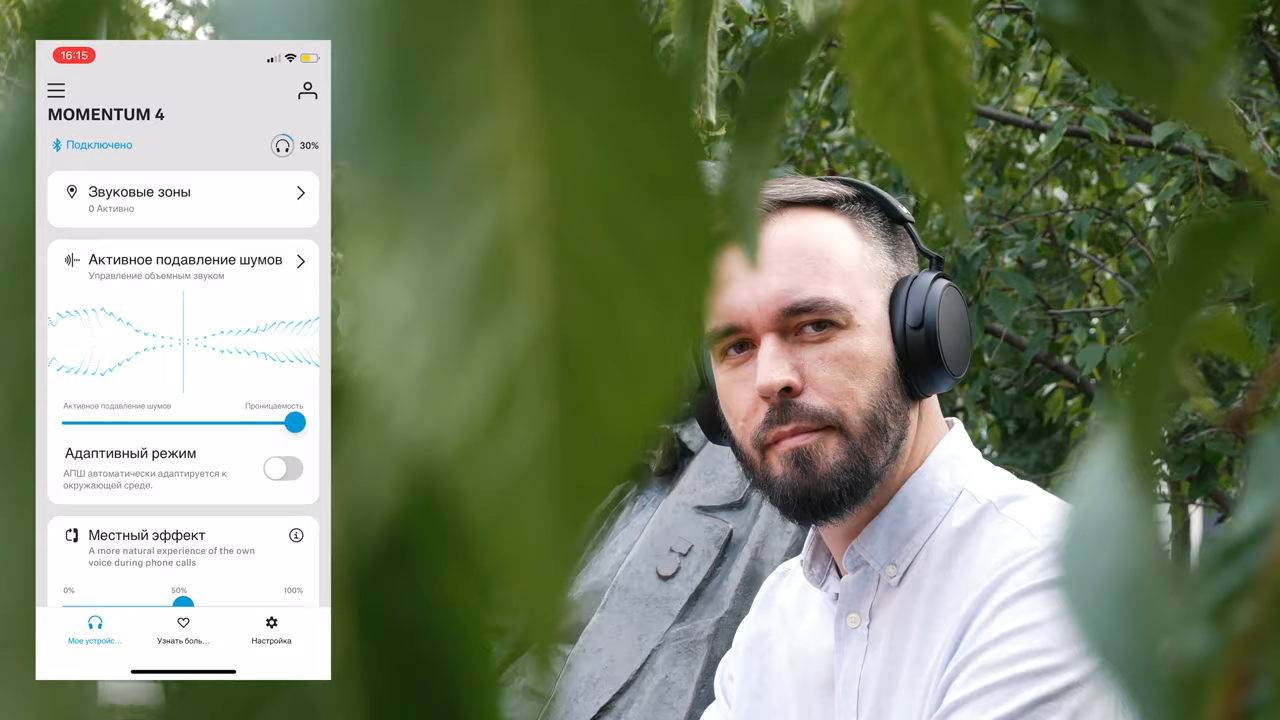 16:15
MOMENTUM 4
Подключено
30%
Звуковые зоны
0 Активно
Активное подавление шумов
Управление объемным звуком
Активное подавление шумов
Проницаемость
Адаптивный режим
АПШ автоматически адаптируется к
окружающей среде.
Местный эффект
A more natural experience of the own
voice during phone calls
0%
50%
100%
Мое устройс...
Узнать боль...
Настройка